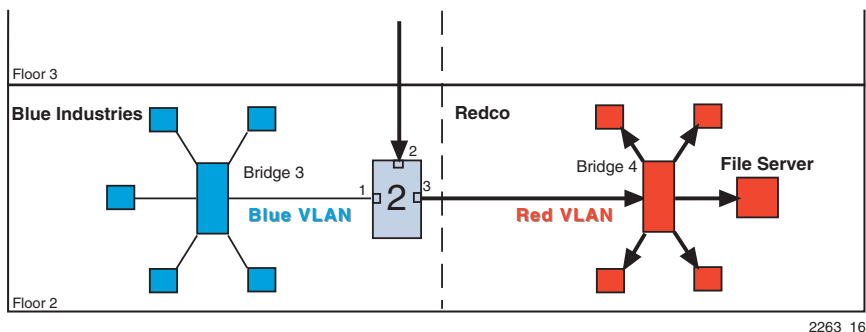 Floor 3
Blue Industries
Redco
2
Bridge 3
Bridge 4
File Server
1
2
3
Blue VLAN
Red VLAN
Floor 2
2263_16